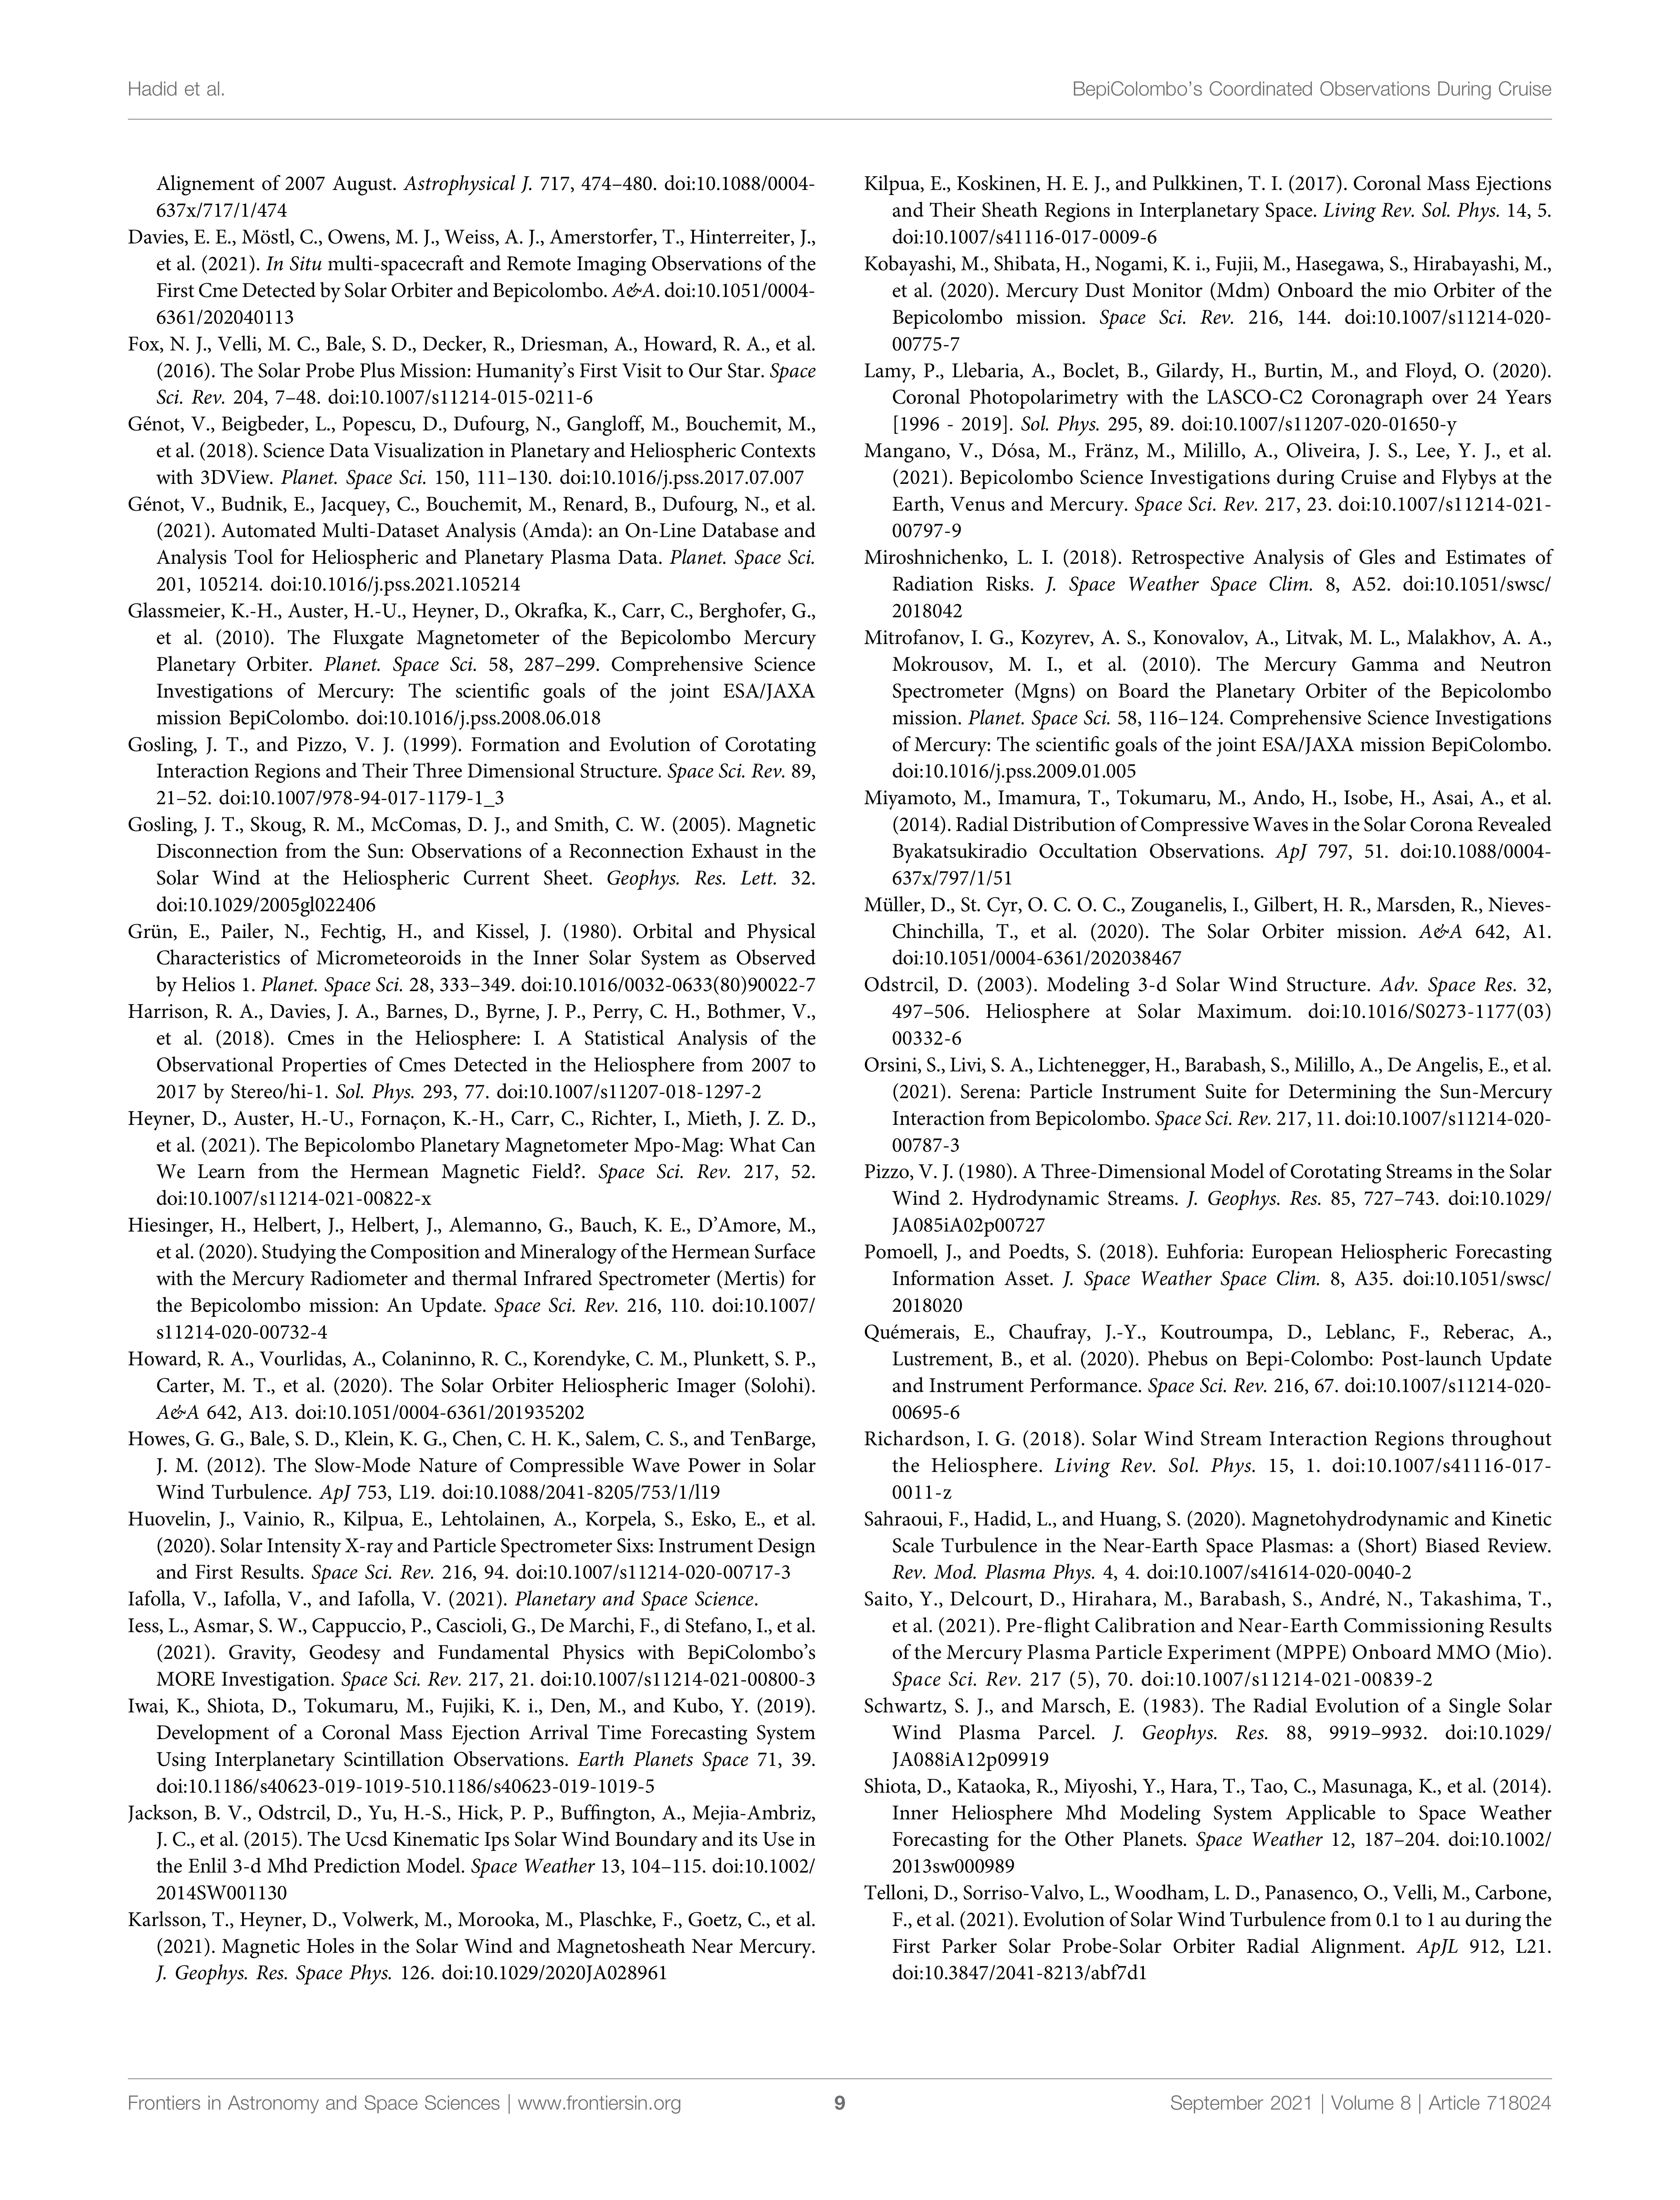 Hadid et al.
BepiColombo's Coordinated Observations During Cruise
Alignement of 2007 August. Astrophysical J. 717, 474–480. doi:10.1088/0004-
637x/717/1/474
Davies, E. E., Möstl, C., Owens, M. J., Weiss, A. J., Amerstorfer, T., Hinterreiter, J.,
et al. (2021). In Situ multi-spacecraft and Remote Imaging Observations of the
First Cme Detected by Solar Orbiter and Bepicolombo. A&A. doi:10.1051/0004-
6361/202040113
Fox, N. J., Velli, M. C., Bale, S. D., Decker, R., Driesman, A., Howard, R. A., et al.
(2016). The Solar Probe Plus Mission: Humanity's First Visit to Our Star. Space
Sci. Rev. 204, 7–48. doi:10.1007/s11214-015-0211-6
Génot, V., Beigbeder, L., Popescu, D., Dufourg, N., Gangloff, M., Bouchemit, M.,
et al. (2018). Science Data Visualization in Planetary and Heliospheric Contexts
with 3DView. Planet. Space Sci. 150, 111–130. doi:10.1016/j.pss.2017.07.007
Génot, V., Budnik, E., Jacquey, C., Bouchemit, M., Renard, B., Dufourg, N., et al.
(2021). Automated Multi-Dataset Analysis (Amda): an On-Line Database and
Analysis Tool for Heliospheric and Planetary Plasma Data. Planet. Space Sci.
201, 105214. doi:10.1016/j.pss.2021.105214
Glassmeier, K.-H., Auster, H.-U., Heyner, D., Okrafka, K., Carr, C., Berghofer, G.,
et al. (2010). The Fluxgate Magnetometer of the Bepicolombo Mercury
Planetary Orbiter. Planet. Space Sci. 58, 287–299. Comprehensive Science
Investigations of Mercury: The scientific goals of the joint ESA/JAXA
mission BepiColombo. doi:10.1016/j.pss.2008.06.018
Gosling, J. T., and Pizzo, V. J. (1999). Formation and Evolution of Corotating
Interaction Regions and Their Three Dimensional Structure. Space Sci. Rev. 89,
21–52. doi:10.1007/978-94-017-1179-1_3
Gosling, J. T., Skoug, R. M., McComas, D. J., and Smith, C. W. (2005). Magnetic
Disconnection from the Sun: Observations of a Reconnection Exhaust in the
Solar Wind at the Heliospheric Current Sheet. Geophys. Res. Lett. 32.
doi:10.1029/2005gl022406
Grün, E., Pailer, N., Fechtig, H., and Kissel, J. (1980). Orbital and Physical
Characteristics of Micrometeoroids in the Inner Solar System as Observed
by Helios 1. Planet. Space Sci. 28, 333–349. doi:10.1016/0032-0633(80)90022-7
Harrison, R. A., Davies, J. A., Barnes, D., Byrne, J. P., Perry, C. H., Bothmer, V.,
et al. (2018). Cmes in the Heliosphere: I. A Statistical Analysis of the
Observational Properties of Cmes Detected in the Heliosphere from 2007 to
2017 by Stereo/hi-1. Sol. Phys. 293, 77. doi:10.1007/s11207-018-1297-2
Heyner, D., Auster, H.-U., Fornaçon, K.-H., Carr, C., Richter, I., Mieth, J. Z. D.,
et al. (2021). The Bepicolombo Planetary Magnetometer Mpo-Mag: What Can
We Learn from the Hermean Magnetic Field?. Space Sci. Rev. 217, 52.
doi:10.1007/s11214-021-00822-x
Hiesinger, H., Helbert, J., Helbert, J., Alemanno, G., Bauch, K. E., D'Amore, M.,
et al. (2020). Studying the Composition and Mineralogy of the Hermean Surface
with the Mercury Radiometer and thermal Infrared Spectrometer (Mertis) for
the Bepicolombo mission: An Update. Space Sci. Rev. 216, 110. doi:10.1007/
s11214-020-00732-4
Howard, R. A., Vourlidas, A., Colaninno, R. C., Korendyke, C. M., Plunkett, S. P.,
Carter, M. T., et al. (2020). The Solar Orbiter Heliospheric Imager (Solohi).
A&A 642, A13. doi:10.1051/0004-6361/201935202
Howes, G. G., Bale, S. D., Klein, K. G., Chen, C. H. K., Salem, C. S., and TenBarge,
J. M. (2012). The Slow-Mode Nature of Compressible Wave Power in Solar
Wind Turbulence. ApJ 753, L19. doi:10.1088/2041-8205/753/1/l19
Huovelin, J., Vainio, R., Kilpua, E., Lehtolainen, A., Korpela, S., Esko, E., et al.
(2020). Solar Intensity X-ray and Particle Spectrometer Sixs: Instrument Design
and First Results. Space Sci. Rev. 216, 94. doi:10.1007/s11214-020-00717-3
Iafolla, V., Iafolla, V., and Iafolla, V. (2021). Planetary and Space Science.
Iess, L., Asmar, S. W., Cappuccio, P., Cascioli, G., De Marchi, F., di Stefano, I., et al.
(2021). Gravity, Geodesy and Fundamental Physics with BepiColombo's
MORE Investigation. Space Sci. Rev. 217, 21. doi:10.1007/s11214-021-00800-3
Iwai, K., Shiota, D., Tokumaru, M., Fujiki, K. i., Den, M., and Kubo, Y. (2019).
Development of a Coronal Mass Ejection Arrival Time Forecasting System
Using Interplanetary Scintillation Observations. Earth Planets Space 71, 39.
doi:10.1186/s40623-019-1019-510.1186/s40623-019-1019-5
Jackson, B. V., Odstrcil, D., Yu, H.-S., Hick, P. P., Buffington, A., Mejia-Ambriz,
J. C., et al. (2015). The Ucsd Kinematic Ips Solar Wind Boundary and its Use in
the Enlil 3-d Mhd Prediction Model. Space Weather 13, 104–115. doi:10.1002/
2014SW001130
Karlsson, T., Heyner, D., Volwerk, M., Morooka, M., Plaschke, F., Goetz, C., et al.
(2021). Magnetic Holes in the Solar Wind and Magnetosheath Near Mercury.
J. Geophys. Res. Space Phys. 126. doi:10.1029/2020JA028961
Kilpua, E., Koskinen, H. E. J., and Pulkkinen, T. I. (2017). Coronal Mass Ejections
and Their Sheath Regions in Interplanetary Space. Living Rev. Sol. Phys. 14, 5.
doi:10.1007/s41116-017-0009-6
Kobayashi, M., Shibata, H., Nogami, K. i., Fujii, M., Hasegawa, S., Hirabayashi, M.,
et al. (2020). Mercury Dust Monitor (Mdm) Onboard the mio Orbiter of the
Bepicolombo mission. Space Sci. Rev. 216, 144. doi:10.1007/s11214-020-
00775-7
Lamy, P., Llebaria, A., Boclet, B., Gilardy, H., Burtin, M., and Floyd, O. (2020).
Coronal Photopolarimetry with the LASCO-C2 Coronagraph over 24 Years
[1996 - 2019]. Sol. Phys. 295, 89. doi:10.1007/s11207-020-01650-y
Mangano, V., Dósa, M., Fränz, M., Milillo, A., Oliveira, J. S., Lee, Y. J., et al.
(2021). Bepicolombo Science Investigations during Cruise and Flybys at the
Earth, Venus and Mercury. Space Sci. Rev. 217, 23. doi:10.1007/s11214-021-
00797-9
Miroshnichenko, L. I. (2018). Retrospective Analysis of Gles and Estimates of
Radiation Risks. J. Space Weather Space Clim. 8, A52. doi:10.1051/swsc/
2018042
Mitrofanov, I. G., Kozyrev, A. S., Konovalov, A., Litvak, M. L., Malakhov, A. A.,
Mokrousov, M. I., et al. (2010). The Mercury Gamma and Neutron
Spectrometer (Mgns) on Board the Planetary Orbiter of the Bepicolombo
mission. Planet. Space Sci. 58, 116–124. Comprehensive Science Investigations
of Mercury: The scientific goals of the joint ESA/JAXA mission BepiColombo.
doi:10.1016/j.pss.2009.01.005
Miyamoto, M., Imamura, T., Tokumaru, M., Ando, H., Isobe, H., Asai, A., et al.
(2014). Radial Distribution of Compressive Waves in the Solar Corona Revealed
Byakatsukiradio Occultation Observations. ApJ 797, 51. doi:10.1088/0004-
637x/797/1/51
Müller, D., St. Cyr, O. C. O. C., Zouganelis, I., Gilbert, H. R., Marsden, R., Nieves-
Chinchilla, T., et al. (2020). The Solar Orbiter mission. A&A 642, A1.
doi:10.1051/0004-6361/202038467
Odstrcil, D. (2003). Modeling 3-d Solar Wind Structure. Adv. Space Res. 32,
497–506. Heliosphere at Solar Maximum. doi:10.1016/S0273-1177(03)
00332-6
Orsini, S., Livi, S. A., Lichtenegger, H., Barabash, S., Milillo, A., De Angelis, E., et al.
(2021). Serena: Particle Instrument Suite for Determining the Sun-Mercury
Interaction from Bepicolombo. Space Sci. Rev. 217, 11. doi:10.1007/s11214-020-
00787-3
Pizzo, V. J. (1980). A Three-Dimensional Model of Corotating Streams in the Solar
Wind 2. Hydrodynamic Streams. J. Geophys. Res. 85, 727–743. doi:10.1029/
JA085iA02p00727
Pomoell, J., and Poedts, S. (2018). Euhforia: European Heliospheric Forecasting
Information Asset. J. Space Weather Space Clim. 8, A35. doi:10.1051/swsc/
2018020
Quémerais, E., Chaufray, J.-Y., Koutroumpa, D., Leblanc, F., Reberac, A.,
Lustrement, B., et al. (2020). Phebus on Bepi-Colombo: Post-launch Update
and Instrument Performance. Space Sci. Rev. 216, 67. doi:10.1007/s11214-020-
00695-6
Richardson, I. G. (2018). Solar Wind Stream Interaction Regions throughout
the Heliosphere. Living Rev. Sol. Phys. 15, 1. doi:10.1007/s41116-017-
0011-z
Sahraoui, F., Hadid, L., and Huang, S. (2020). Magnetohydrodynamic and Kinetic
Scale Turbulence in the Near-Earth Space Plasmas: a (Short) Biased Review.
Rev. Mod. Plasma Phys. 4, 4. doi:10.1007/s41614-020-0040-2
Saito, Y., Delcourt, D., Hirahara, M., Barabash, S., André, N., Takashima, T.,
et al. (2021). Pre-flight Calibration and Near-Earth Commissioning Results
of the Mercury Plasma Particle Experiment (MPPE) Onboard MMO (Mio).
Space Sci. Rev. 217 (5), 70. doi:10.1007/s11214-021-00839-2
Schwartz, S. J., and Marsch, E. (1983). The Radial Evolution of a Single Solar
Wind Plasma Parcel. J. Geophys. Res. 88, 9919–9932. doi:10.1029/
JA088iA12p09919
Shiota, D., Kataoka, R., Miyoshi, Y., Hara, T., Tao, C., Masunaga, K., et al. (2014).
Inner Heliosphere Mhd Modeling System Applicable to Space Weather
Forecasting for the Other Planets. Space Weather 12, 187–204. doi:10.1002/
2013sw000989
Telloni, D., Sorriso-Valvo, L., Woodham, L. D., Panasenco, O., Velli, M., Carbone,
F., et al. (2021). Evolution of Solar Wind Turbulence from 0.1 to 1 au during the
First Parker Solar Probe-Solar Orbiter Radial Alignment. ApJL 912, L21.
doi:10.3847/2041-8213/abf7d1
Frontiers in Astronomy and Space Sciences | www.frontiersin.org
9
September 2021 | Volume 8 | Article 718024